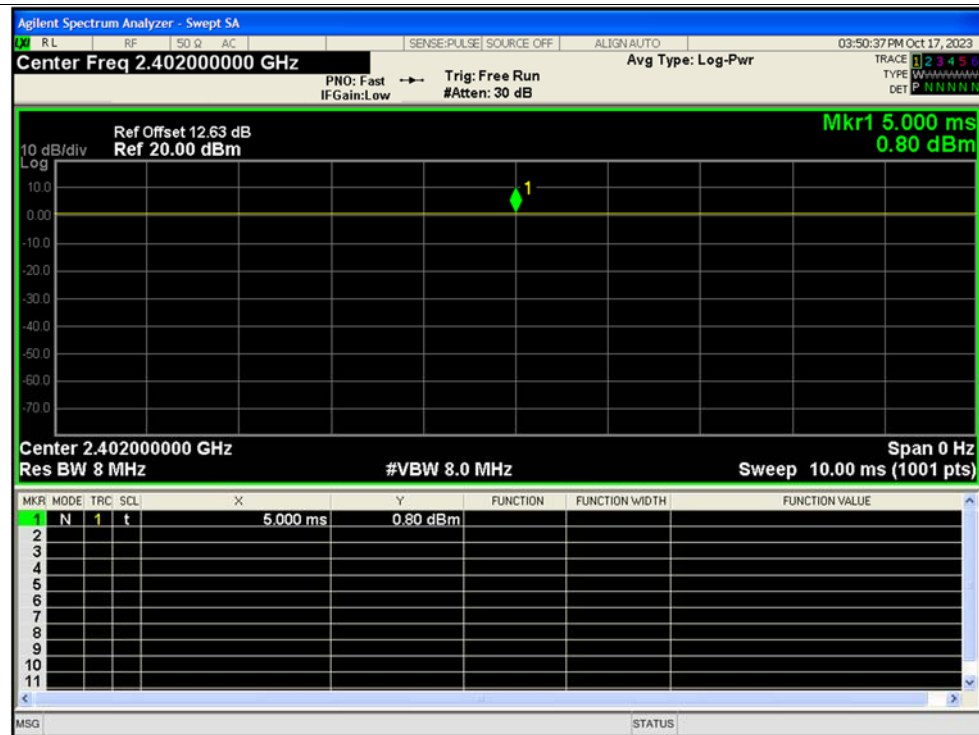 Agilent Spectrum Analyzer - Swept SA
LXI RL RF 50 Ω AC SENSE:PULSE SOURCE OFF ALIGN AUTO 03:50:37 PM Oct 17, 2023
Center Freq 2.402000000 GHz
Avg Type: Log-Pwr
TRACE 1 2 3 4 5 6
PNO: Fast Trig: Free Run
TYPE W
IFGain:Low #Atten: 30 dB
DET P N N N N N
Mkr1 5.000 ms
Ref Offset 12.63 dB
0.80 dBm
10 dB/div Ref 20.00 dBm
Log
10.0
1
0.00
-10.0
-20.0
-30.0
-40.0
-50.0
-60.0
-70.0
Center 2.402000000 GHz Span 0 Hz
Res BW 8 MHz #VBW 8.0 MHz Sweep 10.00 ms (1001 pts)
MKR MODE TRC SCL X Y FUNCTION FUNCTION WIDTH FUNCTION VALUE
1 N 1 t 5.000 ms 0.80 dBm
2
3
4
5
6
7
8
9
10
11
MSG STATUS